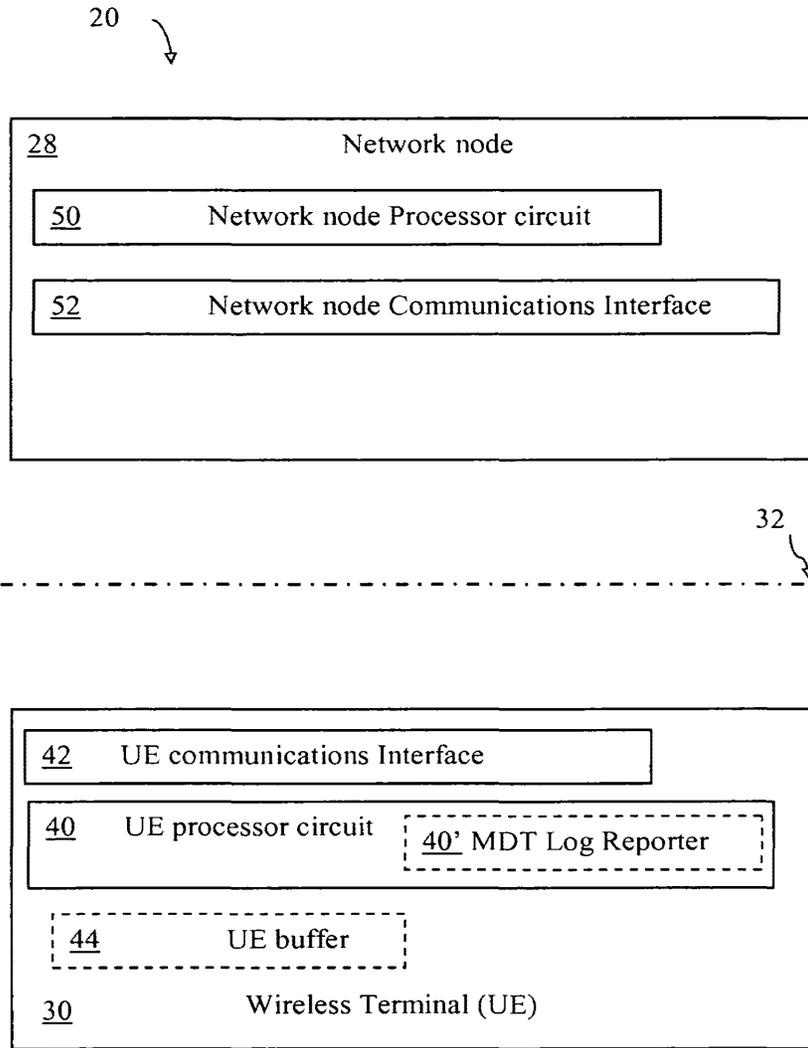 20
28 Network node
50 Network node Processor circuit
52 Network node Communications Interface
32
42 UE communications Interface
40 UE processor circuit 40' MDT Log Reporter
44 UE buffer
30 Wireless Terminal (UE)